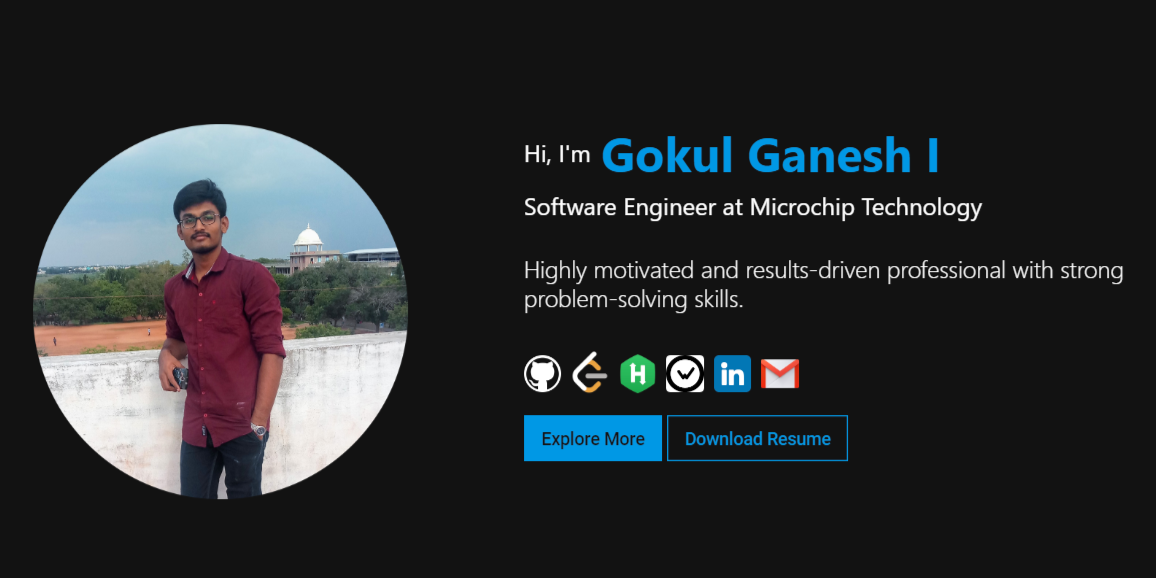 Hi, I'm Gokul Ganesh I
Software Engineer at Microchip Technology
Highly motivated and results-driven professional with strong
problem-solving skills.
Explore More
Download Resume